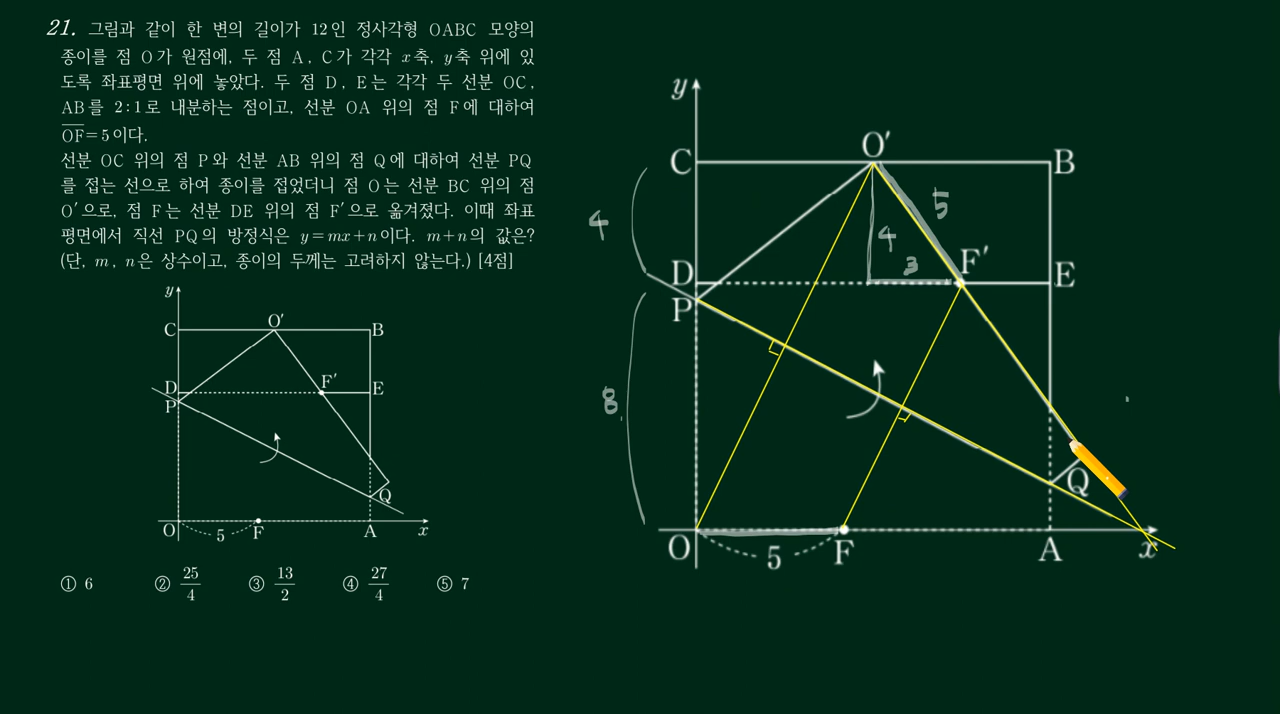 21. 그림과 같이 한 변의 길이가 12인 정사각형 OABC 모양의
종이를 점 O가 원점에, 두 점 A, C가 각각 x축, y축 위에 있
도록 좌표평면 위에 놓았다. 두 점 D, E는 각각 두 선분 OC,
AB를 2:1로 내분하는 점이고, 선분 OA 위의 점 F에 대하여
OF=5이다.
선분 OC 위의 점 P와 선분 AB 위의 점 Q에 대하여 선분 PQ
를 접는 선으로 하여 종이를 접었더니 점 O는 선분 BC 위의 점
O′으로, 점 F는 선분 DE 위의 점 F′으로 옮겨졌다. 이때 좌표
평면에서 직선 PQ의 방정식은 y=mx+n이다. m+n의 값은?
(단, m, n은 상수이고, 종이의 두께는 고려하지 않는다.) [4점]
y
C O′ B
D F′ E
P
Q
O 5 F A x
① 6 ② 25/4 ③ 13/2 ④ 27/4 ⑤ 7
y
C O′ B
4 5
4
3
D F′ E
P
8
Q
O 5 F A x